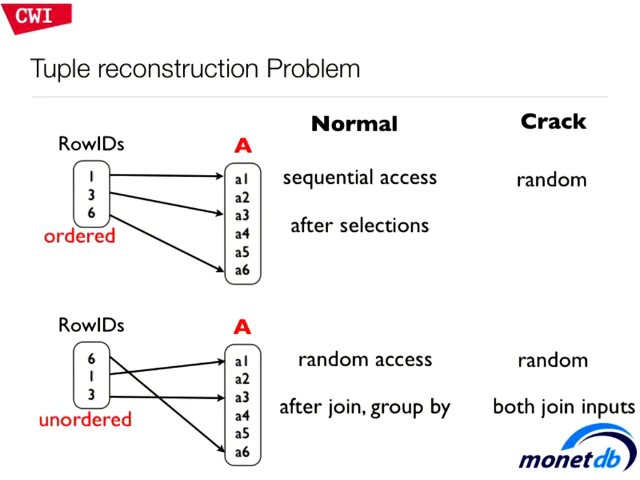 CWI
Tuple reconstruction Problem
Normal
Crack
RowIDs
A
1
3
6
ordered
a1
a2
a3
a4
a5
a6
sequential access
random
after selections
RowIDs
A
6
1
3
unordered
a1
a2
a3
a4
a5
a6
random access
random
after join, group by
both join inputs
monetdb